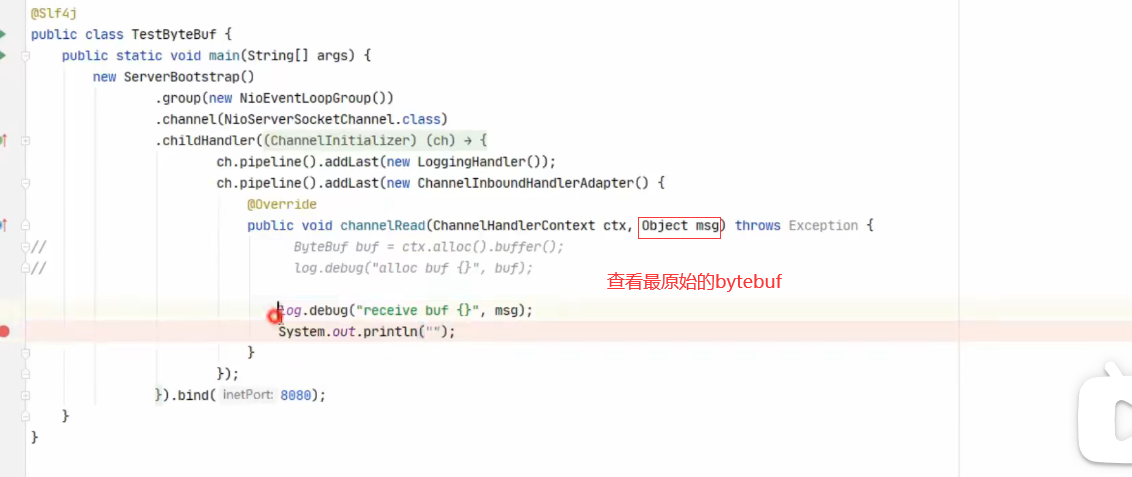 @Slf4j
public class TestByteBuf {
public static void main(String[] args) {
new ServerBootstrap()
.group(new NioEventLoopGroup())
.channel(NioServerSocketChannel.class)
.childHandler((ChannelInitializer) (ch) → {
ch.pipeline().addLast(new LoggingHandler());
ch.pipeline().addLast(new ChannelInboundHandlerAdapter() {
@Override
public void channelRead(ChannelHandlerContext ctx, Object msg) throws Exception {
// ByteBuf buf = ctx.alloc().buffer();
// log.debug("alloc buf {}", buf);
查看最原始的bytebuf
log.debug("receive buf {}", msg);
System.out.println("");
}
});
}).bind( inetPort: 8080);
}
}